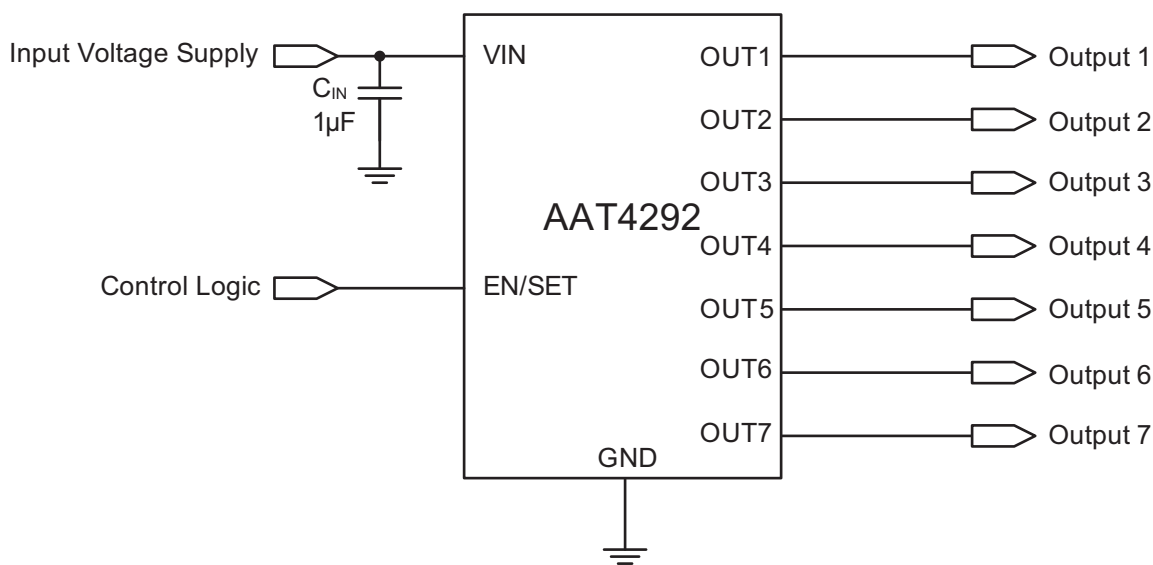 Input Voltage Supply
C_IN
1µF
VIN
OUT1
Output 1
OUT2
Output 2
OUT3
Output 3
AAT4292
OUT4
Output 4
Control Logic
EN/SET
OUT5
Output 5
OUT6
Output 6
OUT7
Output 7
GND